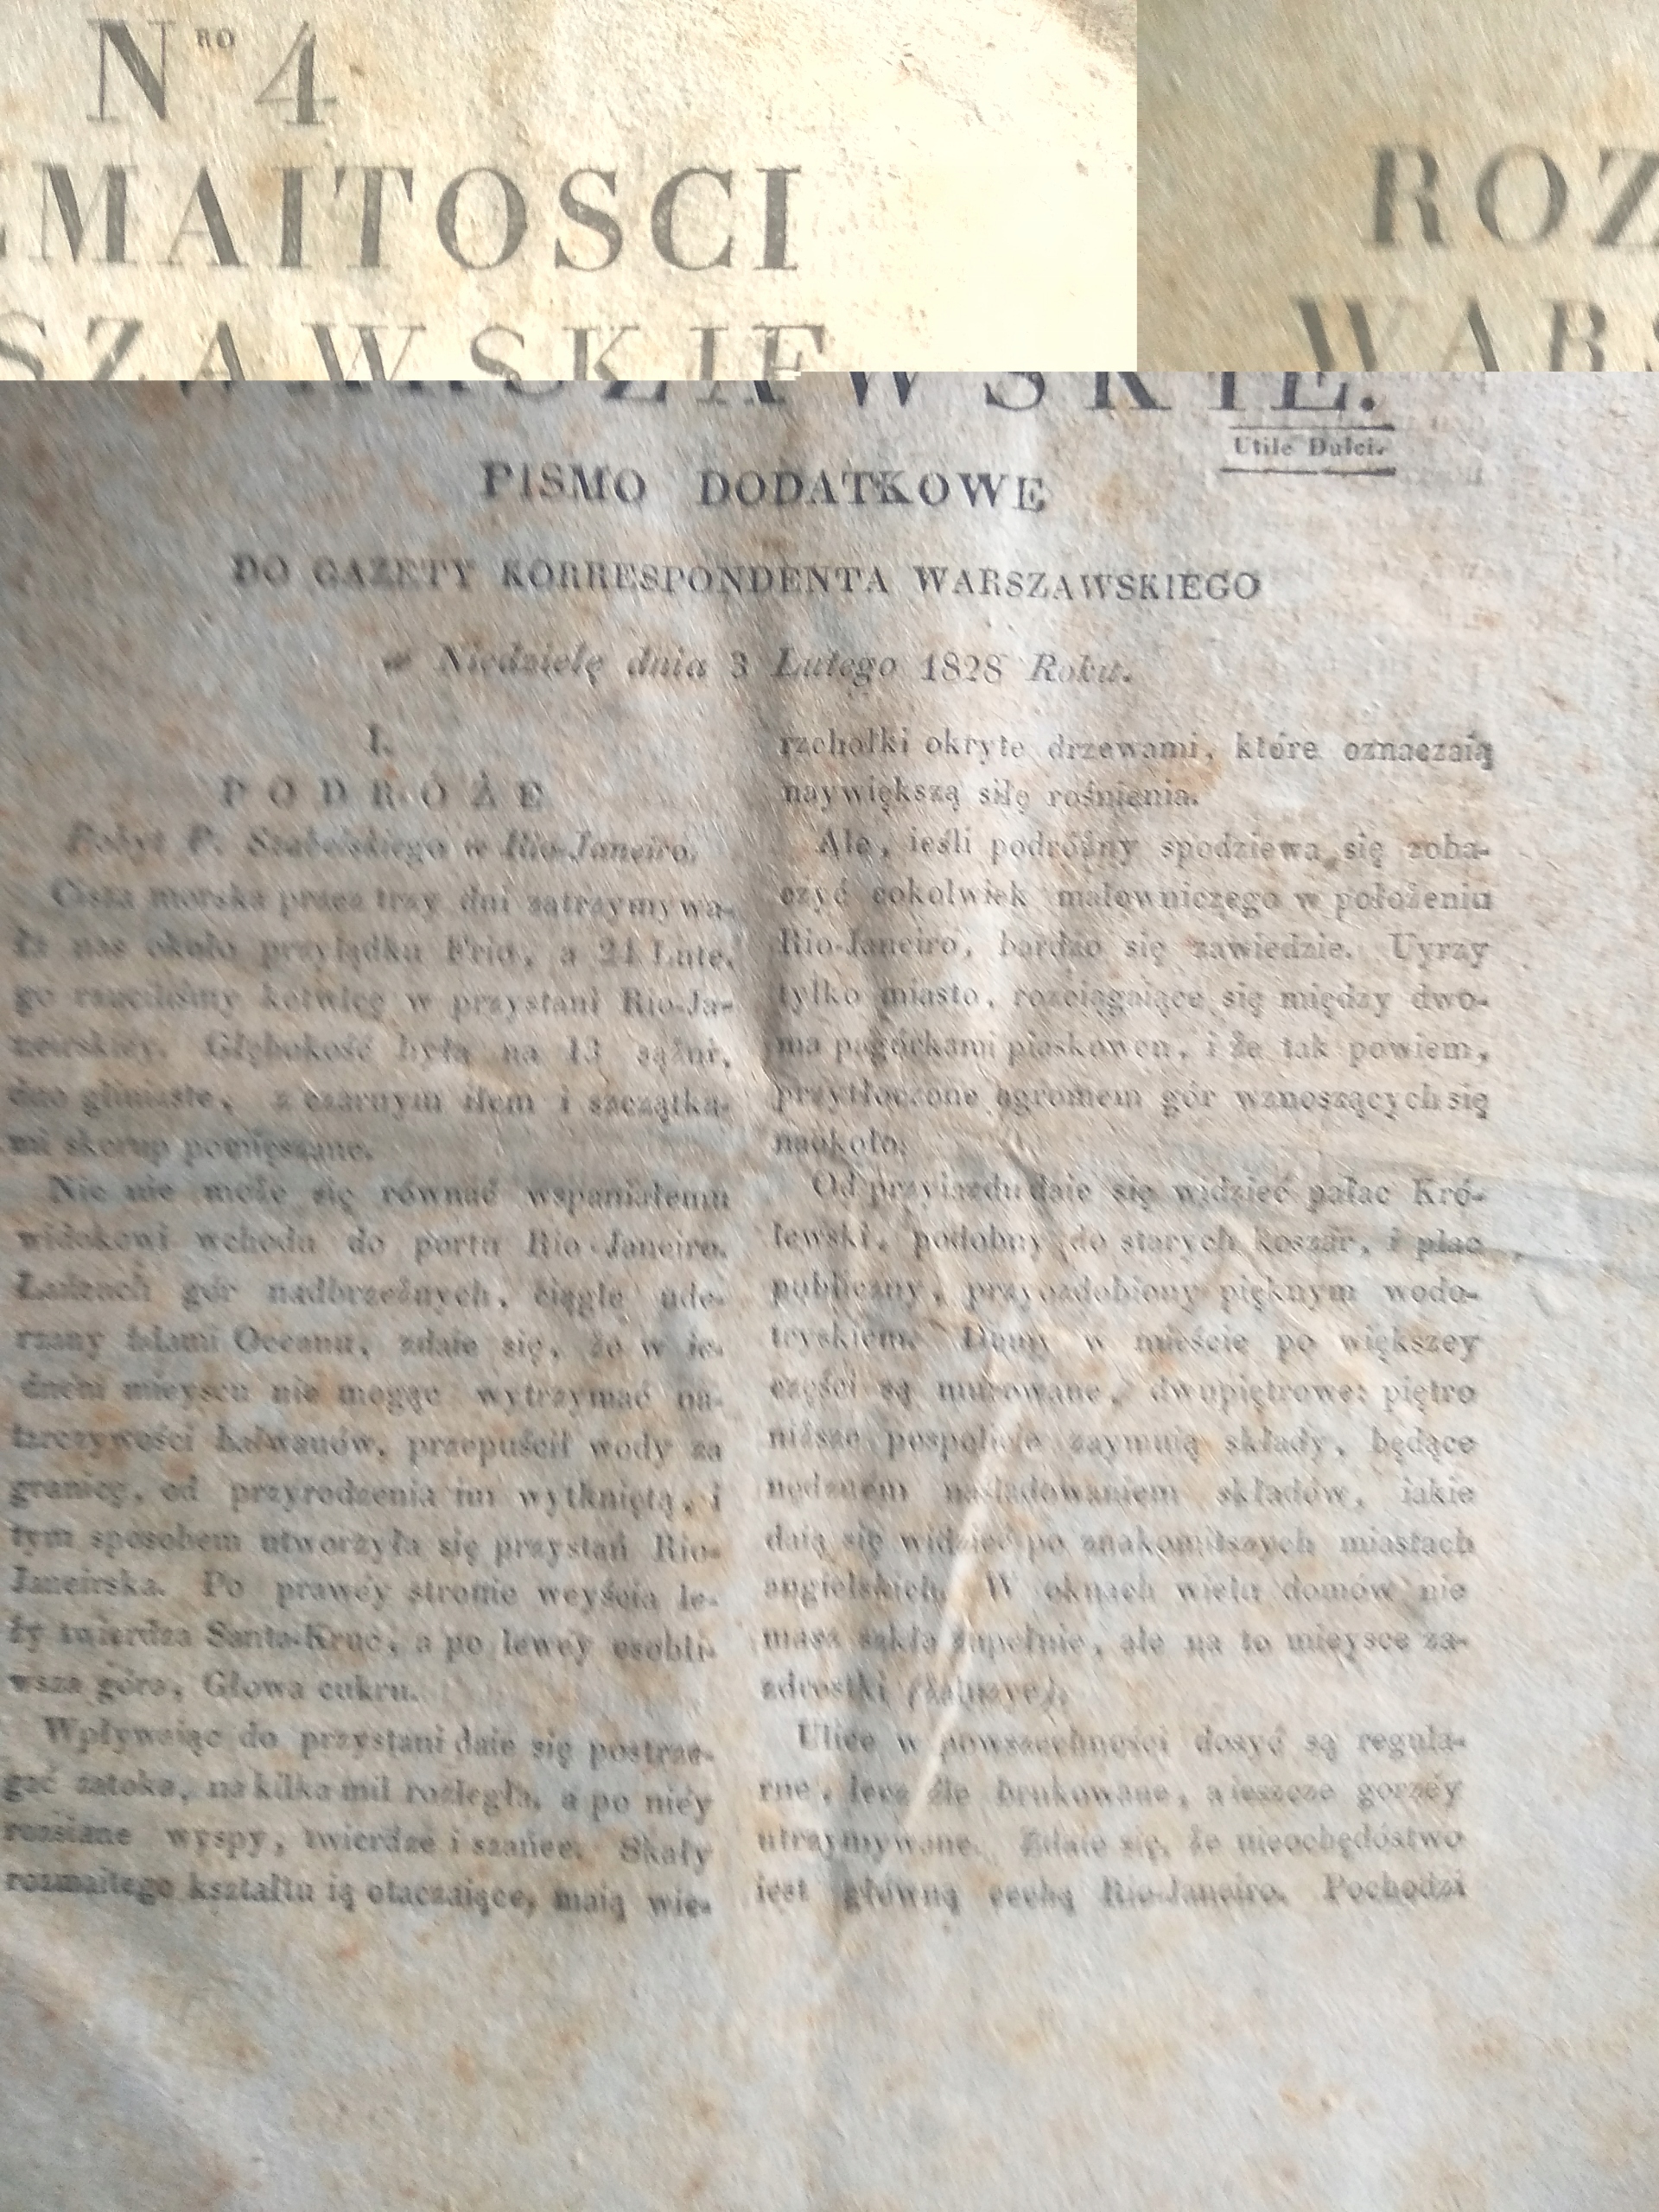 N RO 4
MAITOSCI
SZAWSKIE
ROZ
WARS
WARSZAWSKIE.
Utile Dulci.
PISMO DODATKOWE
DO GAZETY KORRESPONDENTA WARSZAWSKIEGO
w Niedzielę dnia 3 Lutego 1828 Roku.
I.
PODRÓŻE
Pobyt P. w Rio-Janeiro.
Cisza morska przez trzy dni zatrzymywa-
ła nas około przylądku Frio, a 24 Lute-
go rzuciliśmy kotwicę w przystani Rio-Ja-
neirskiéy. Głębokość była na 13 sążni,
dno gliniaste, z czarnym iłem i szczątka-
mi skorup pomięszane.
Nic nie może się równać wspaniałemu
widokowi wchodu do portu Rio-Janeiro.
Łańcuch gór nadbrzeżnych, ciągle ude-
rzany falami Oceanu, zdaie się, że w ie-
dném mieyscu nie mogąc wytrzymać na-
tarczywości bałwanów, przepuścił wody za
granicę, od przyrodzenia im wytkniętą, i
tym sposobem utworzyła się przystań Rio-
Janeirska. Po prawéy stronie weyścia le-
ży twierdza Santa-Kruc, a po lewey osobli-
wsza góra, Głowa cukru.
Wpływaiąc do przystani daie się postrze-
gać zatoka, na kilka mil rozległa, a po niéy
rozsiane wyspy, twierdze i szańce. Skały
rozmaitego kształtu ią otaczaiące, maią wie-
rzchołki okryte drzewami, które oznaczaią
naywiększą siłę rośnienia.
Ale, ieśli podróżny spodziewa się zoba-
czyć cokolwiek malowniczego w położeniu
Rio-Janeiro, bardzo się zawiedzie. Uyrzy
tylko miasto, rozciągaiące się między dwo-
ma pagórkami piaskowen, i że tak powiem,
przytłoczone ogromem gór wznoszących się
naokoło.
Od przyiazdu daie się widzieć pałac Kró-
lewski, podobny do starych koszar, i plac
publiczny, przyozdobiony pięknym wodo-
tryskiem. Domy w mieście po większey
części są murowane, dwupiętrowe: piętro
niższe pospolicie zaymuią składy, będące
nędznem naśladowaniem składów, iakie
daią się widzieć po znakomitszych miastach
angielskich. W oknach wielu domów nie
masz szkła zupełnie, ale na to mieysce za-
zdrostki
Ulice w powszechności dosyć są regula-
rne, lecz źle brukowane, a ieszcze gorzéy
utrzymywane. Zdaie się, że nieochędóstwo
iest główną cechą Rio-Janeiro. Pochodzi